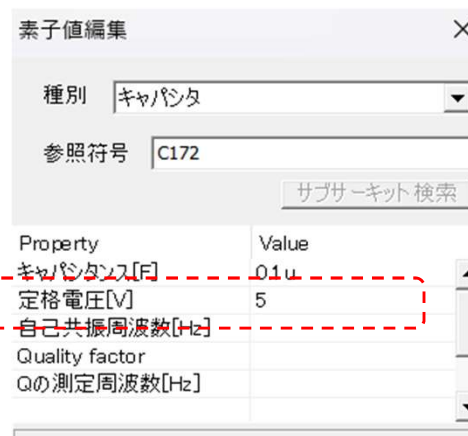 素子値編集
種別 キャパシタ
参照符号 C172
サブサーキット検索
Property Value
キャパシタンス[F] 01u
定格電圧[V] 5
自己共振周波数[Hz]
Quality factor
Qの測定周波数[Hz]